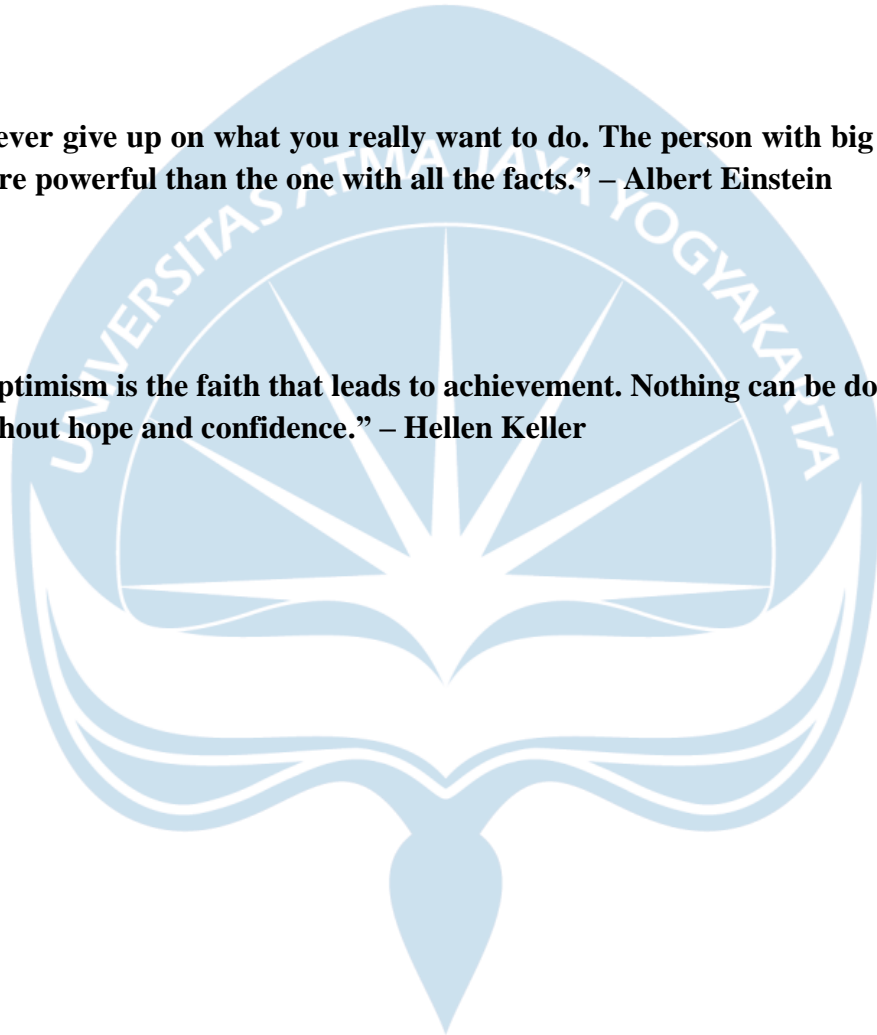 ever give up on what you really want to do. The person with big
re powerful than the one with all the facts.” – Albert Einstein
UNIVERSITAS ATMA JAYA YOGYAKARTA
ptimism is the faith that leads to achievement. Nothing can be do
hout hope and confidence.” – Hellen Keller